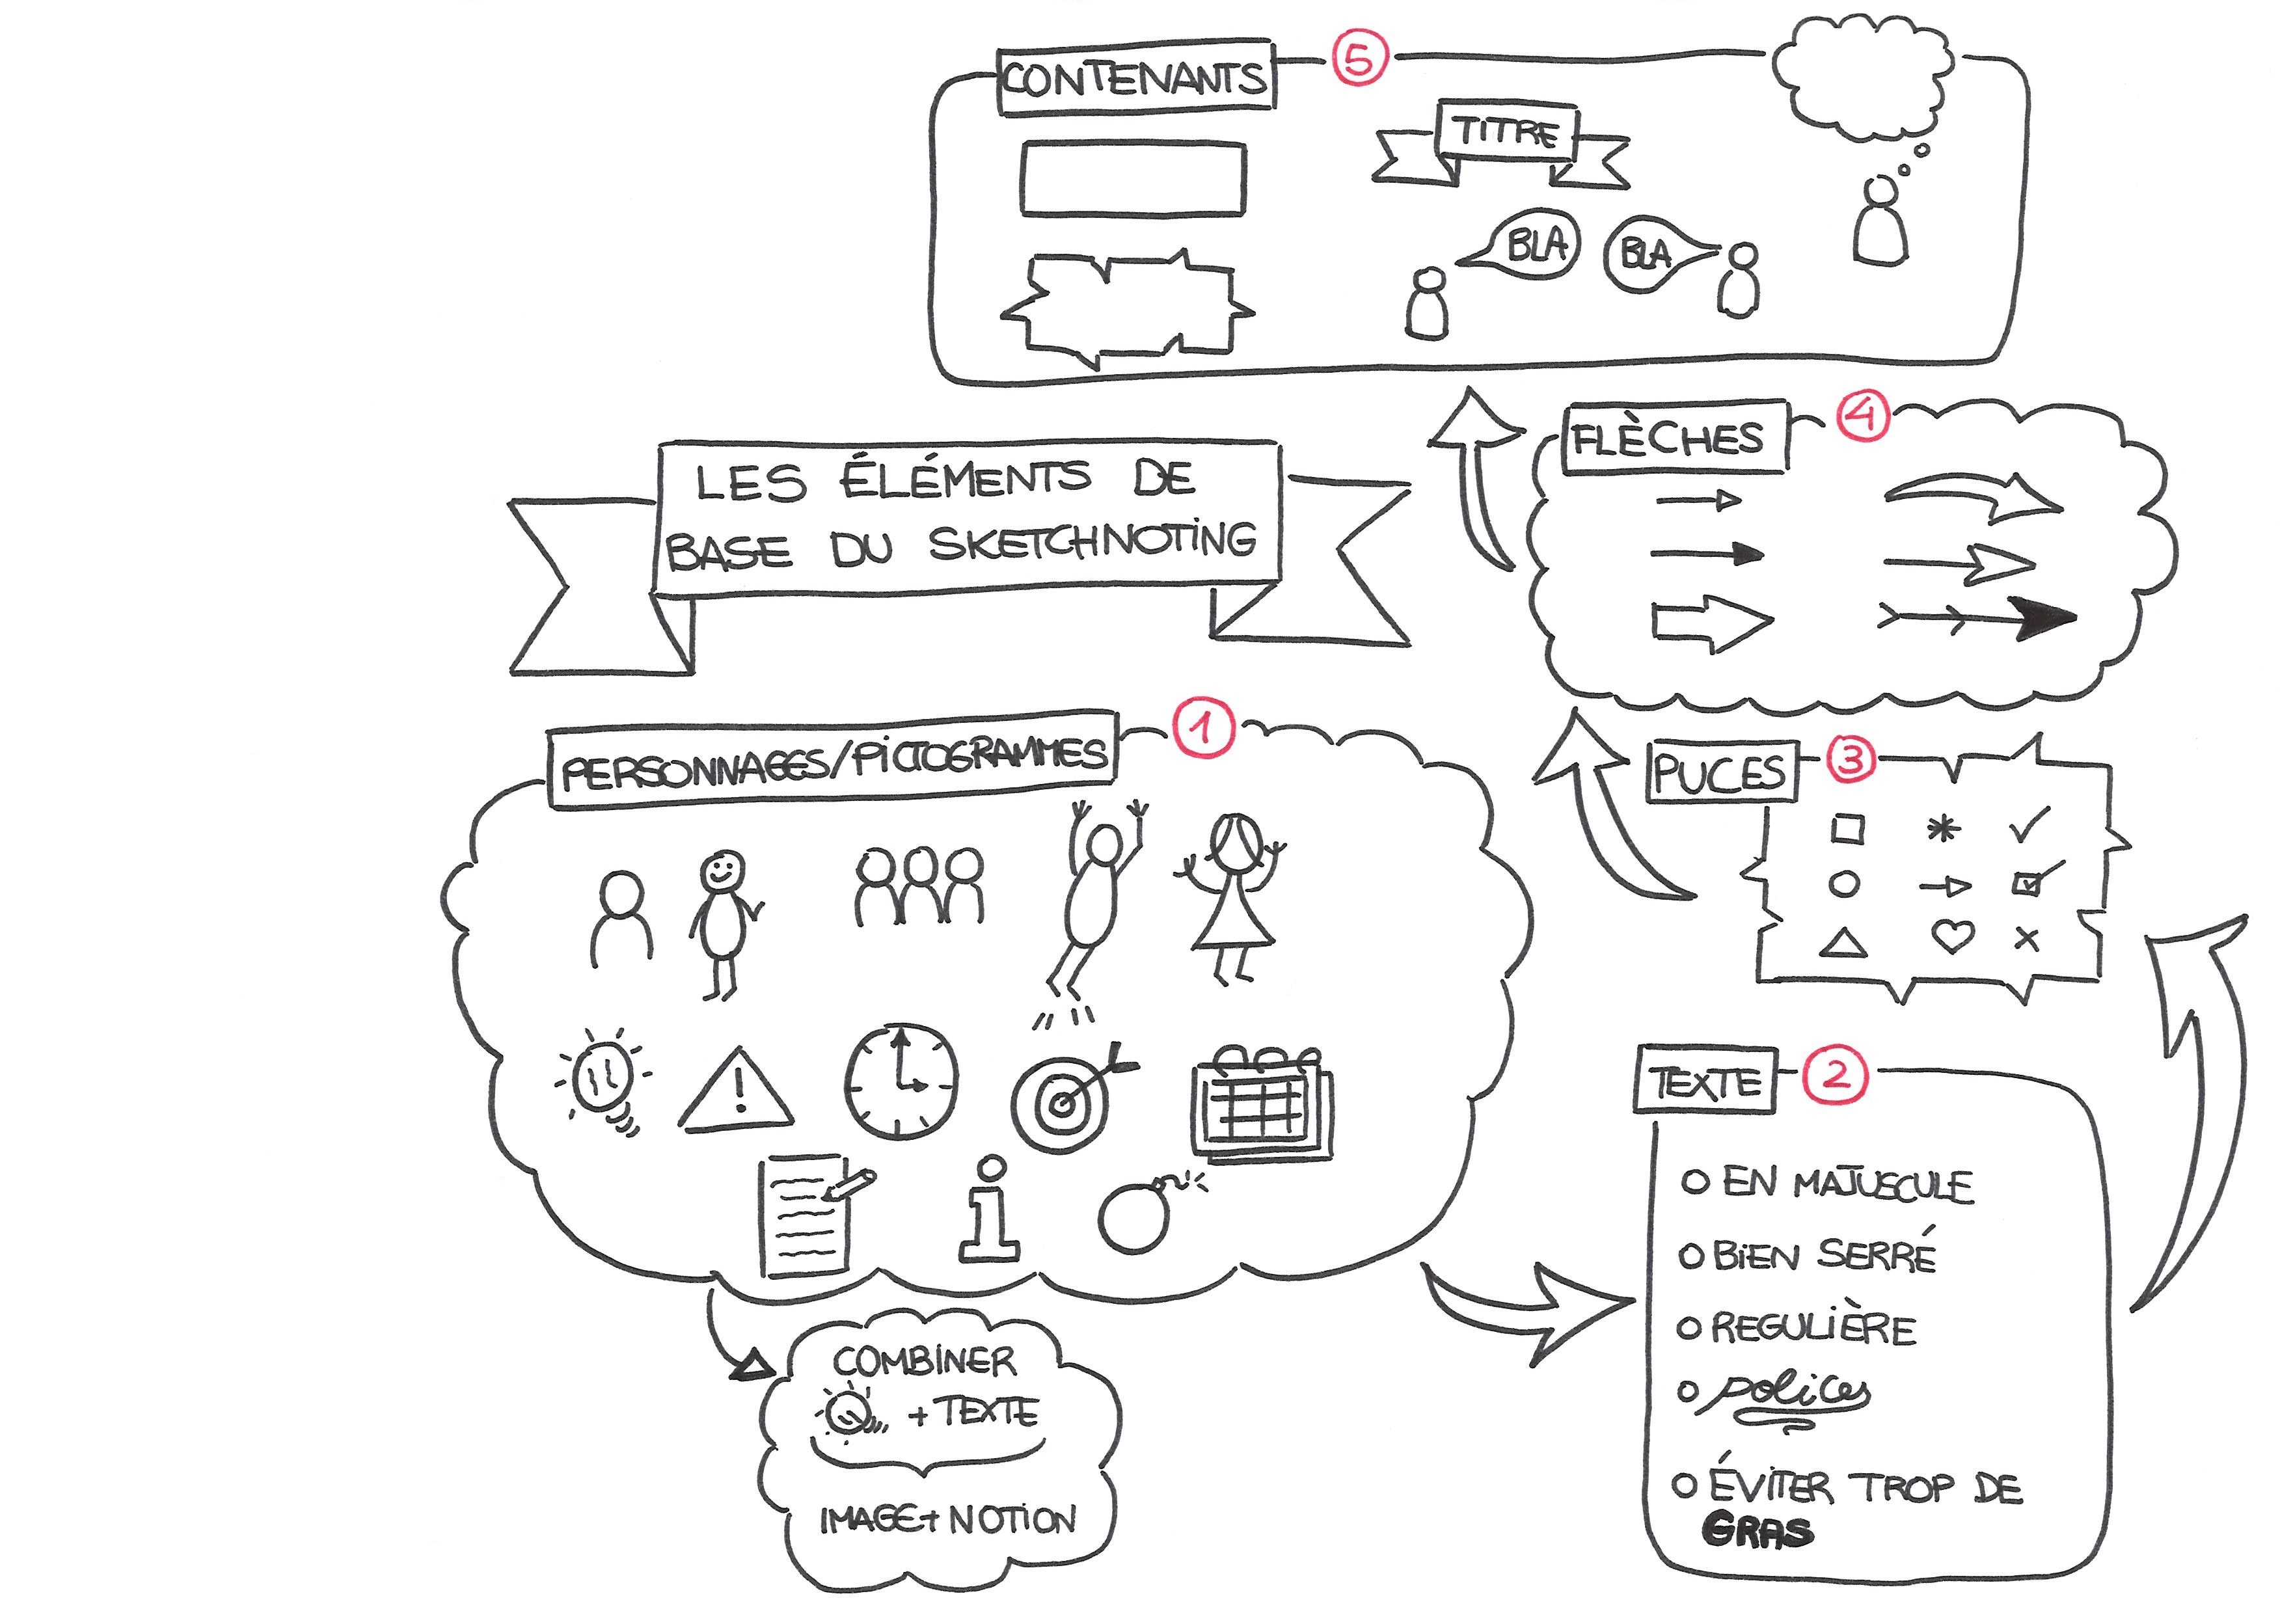 LES ÉLÉMENTS DE
BASE DU SKETCHNOTING
PERSONNAGES/PICTOGRAMMES
1
!
COMBINER
+ TEXTE
IMAGE + NOTION
TEXTE
2
O EN MAJUSCULE
O BIEN SERRÉ
O REGULIÈRE
O polices
O ÉVITER TROP DE
GRAS
PUCES
3
FLÈCHES
4
CONTENANTS
5
TITRE
BLA
BLA